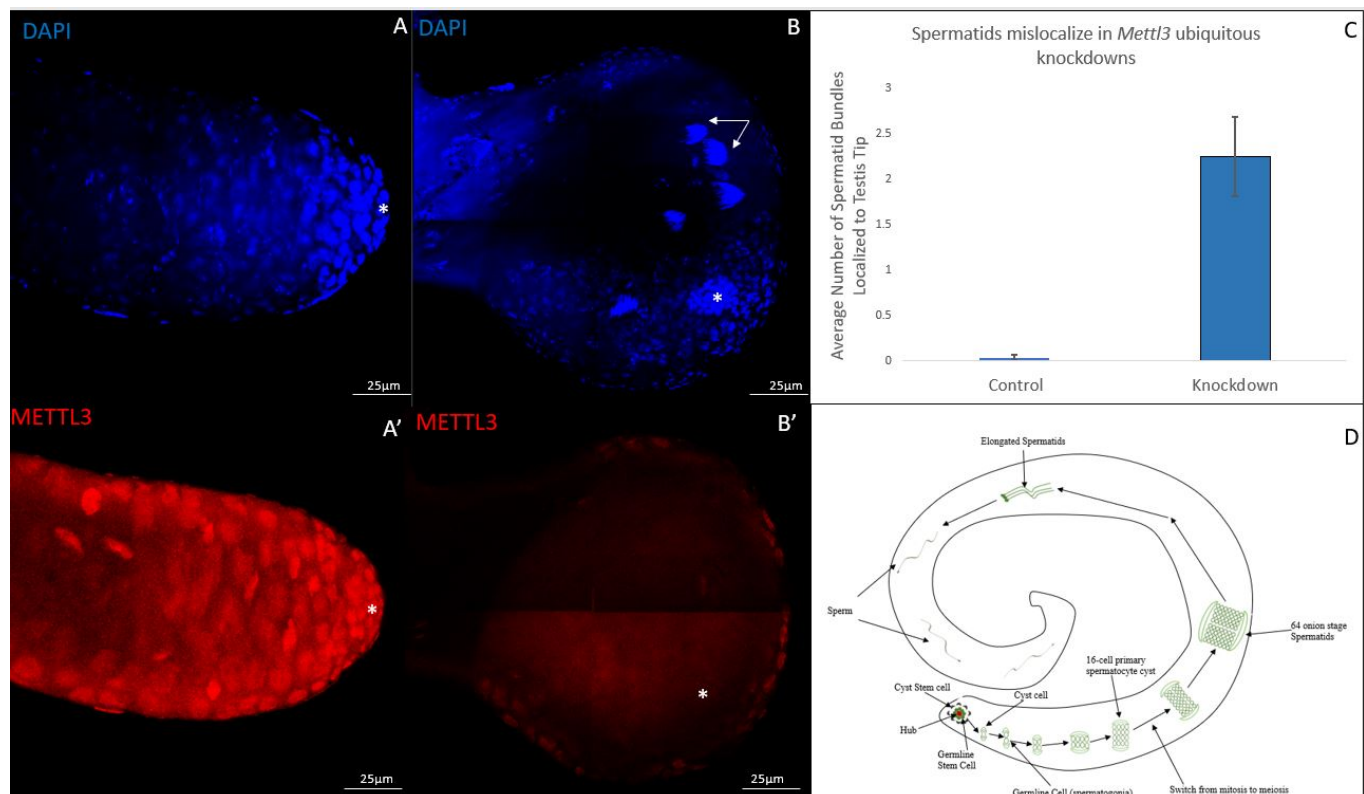 DAPI
A
DAPI
B
Spermatids mislocalize in Mettl3 ubiquitous
knockdowns
C
Average Number of Spermatid Bundles
Localized to Testis Tip
3
2.5
2
1.5
1
0.5
0
Control
Knockdown
*
*
25µm
25µm
METTL3
A'
METTL3
B'
*
*
25µm
25µm
D
Elongated Spermatids
Sperm
64 onion stage
Spermatids
16-cell primary
spermatocyte cyst
Cyst Stem cell
Cyst cell
Hub
Germline
Stem Cell
Germline Cell (spermatogonia)
Switch from mitosis to meiosis